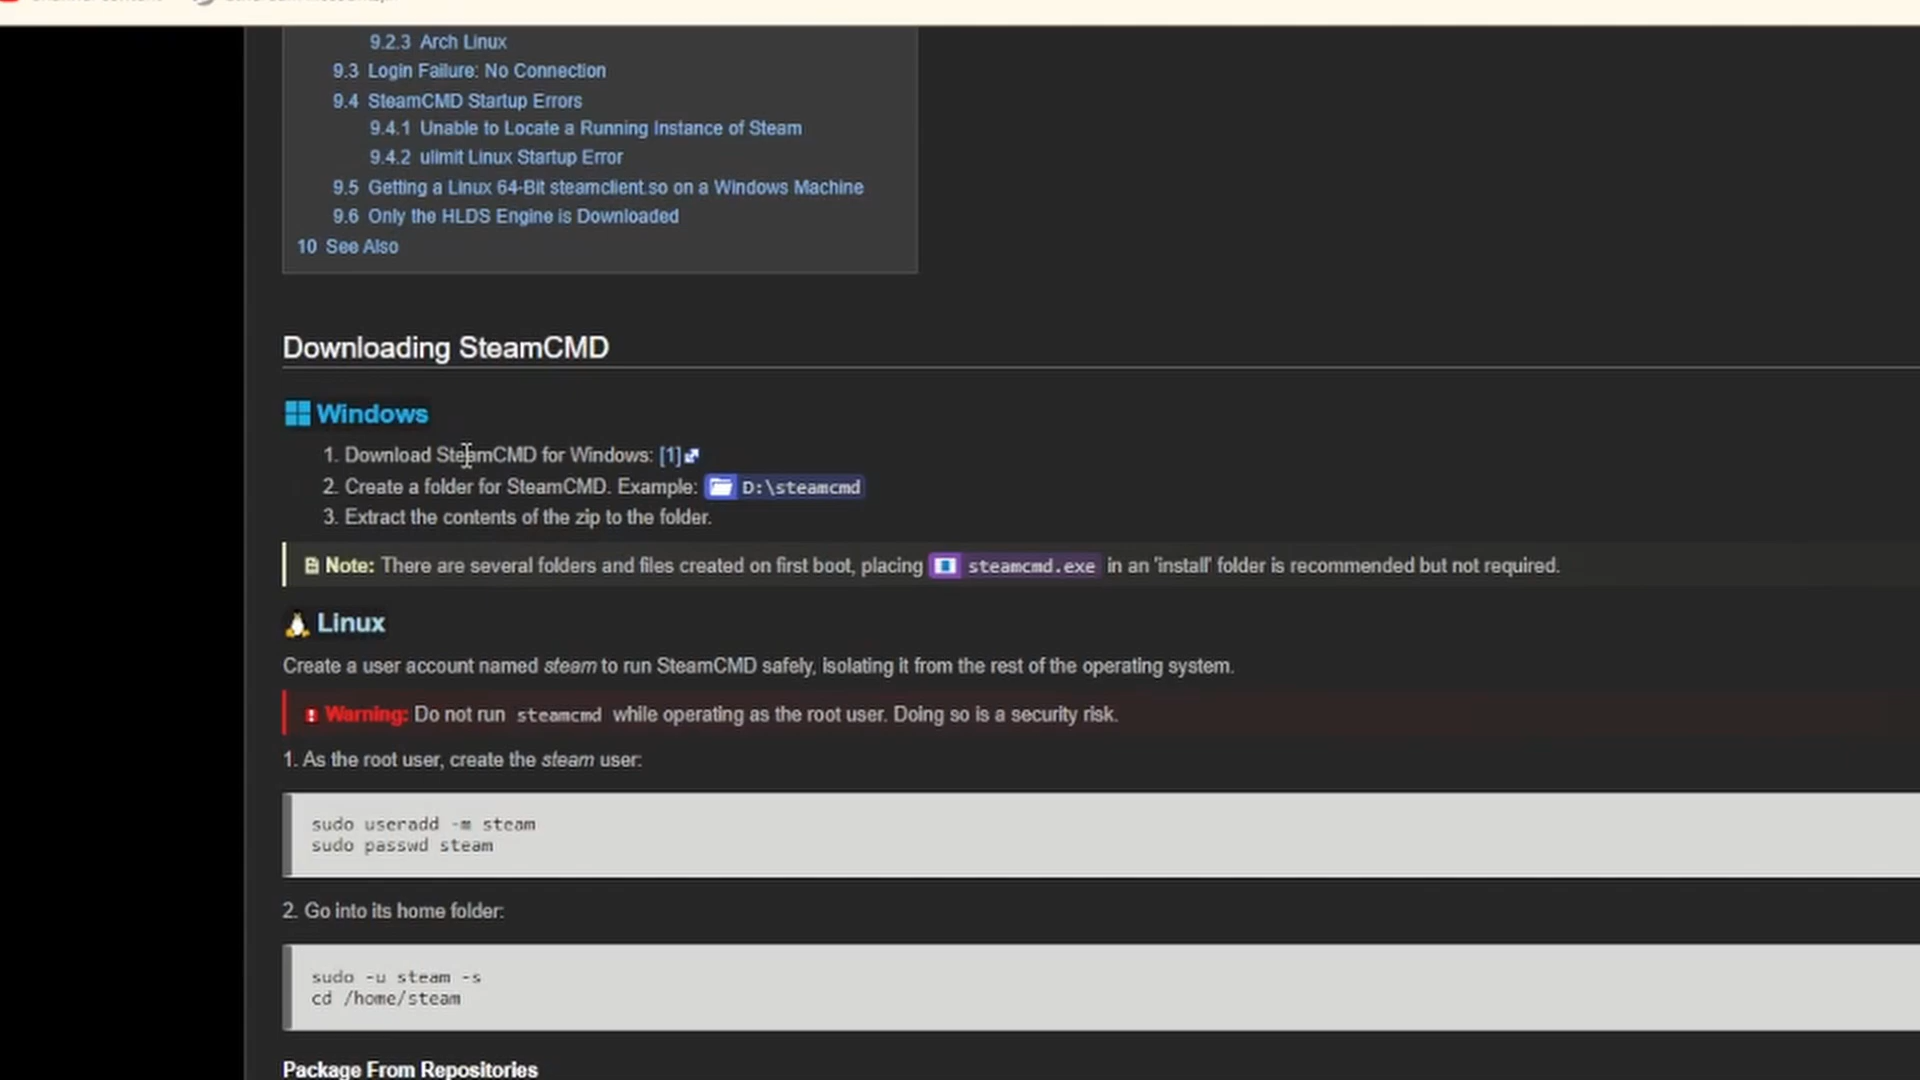 9.2.3 Arch Linux
9.3 Login Failure: No Connection
9.4 SteamCMD Startup Errors
9.4.1 Unable to Locate a Running Instance of Steam
9.4.2 ulimit Linux Startup Error
9.5 Getting a Linux 64-Bit steamclient.so on a Windows Machine
9.6 Only the HLDS Engine is Downloaded
10 See Also
Downloading SteamCMD
Windows
1. Download SteamCMD for Windows: [1]
2. Create a folder for SteamCMD. Example: D:\steamcmd
3. Extract the contents of the zip to the folder.
Note: There are several folders and files created on first boot, placing steamcmd.exe in an 'install' folder is recommended but not required.
Linux
Create a user account named steam to run SteamCMD safely, isolating it from the rest of the operating system.
Warning: Do not run steamcmd while operating as the root user. Doing so is a security risk.
1. As the root user, create the steam user:
sudo useradd -m steam
sudo passwd steam
2. Go into its home folder:
sudo -u steam -s
cd /home/steam
Package From Repositories